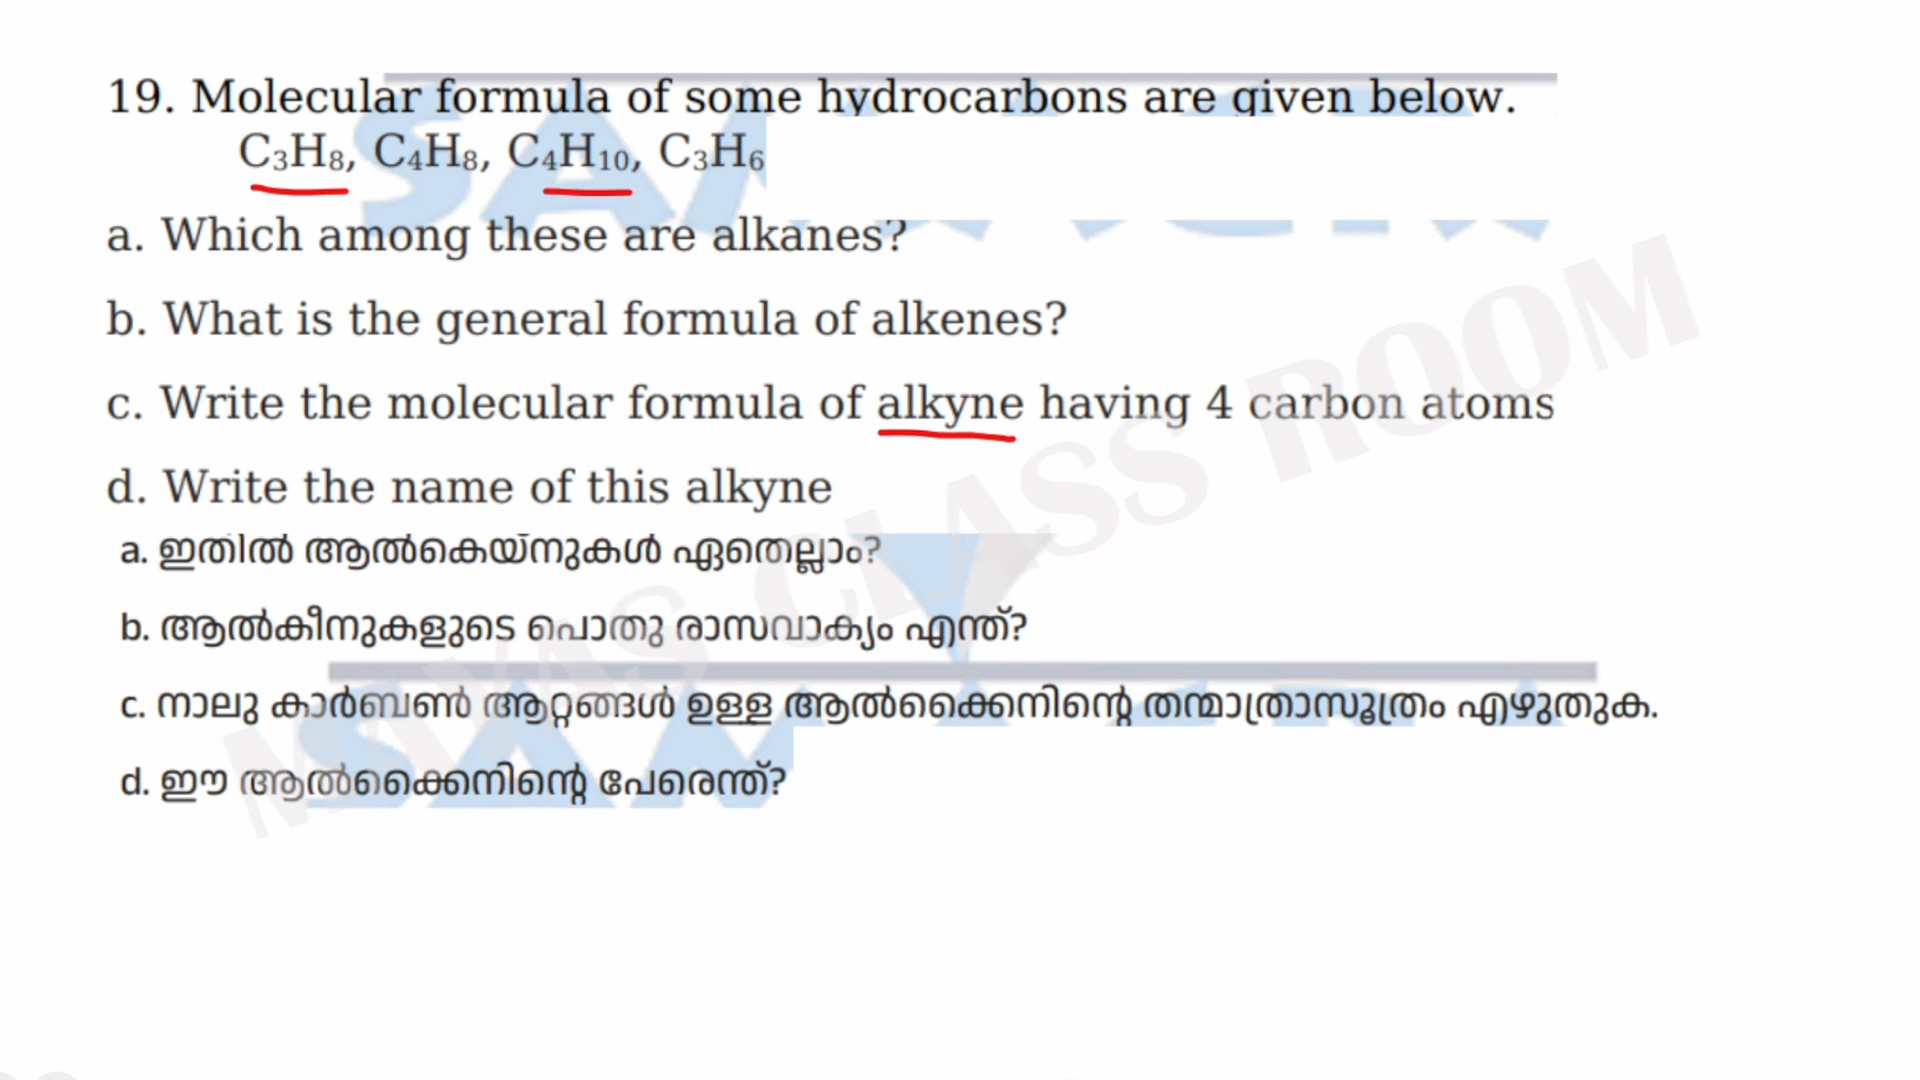 19. Molecular formula of some hydrocarbons are given below.
C₃H₈, C₄H₈, C₄H₁₀, C₃H₆
a. Which among these are alkanes?
b. What is the general formula of alkenes?
c. Write the molecular formula of alkyne having 4 carbon atoms
d. Write the name of this alkyne
a. ഇതിൽ ആൽകെയ്നുകൾ ഏതെല്ലാം?
b. ആൽകീനുകളുടെ പൊതു രാസവാക്യം എന്ത്?
c. നാലു കാർബൺ ആറ്റങ്ങൾ ഉള്ള ആൽക്കൈനിന്റെ തന്മാത്രാസൂത്രം എഴുതുക.
d. ഈ ആൽക്കൈനിന്റെ പേരെന്ത്?
CLASS ROOM